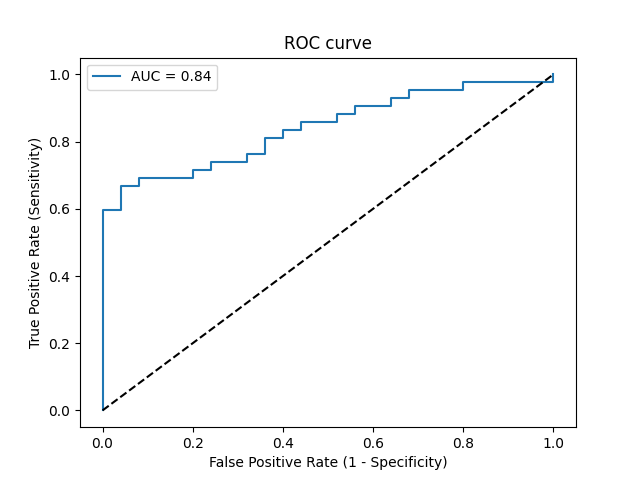 ROC curve
AUC = 0.84
True Positive Rate (Sensitivity)
1.0
0.8
0.6
0.4
0.2
0.0
0.0 0.2 0.4 0.6 0.8 1.0
False Positive Rate (1 - Specificity)